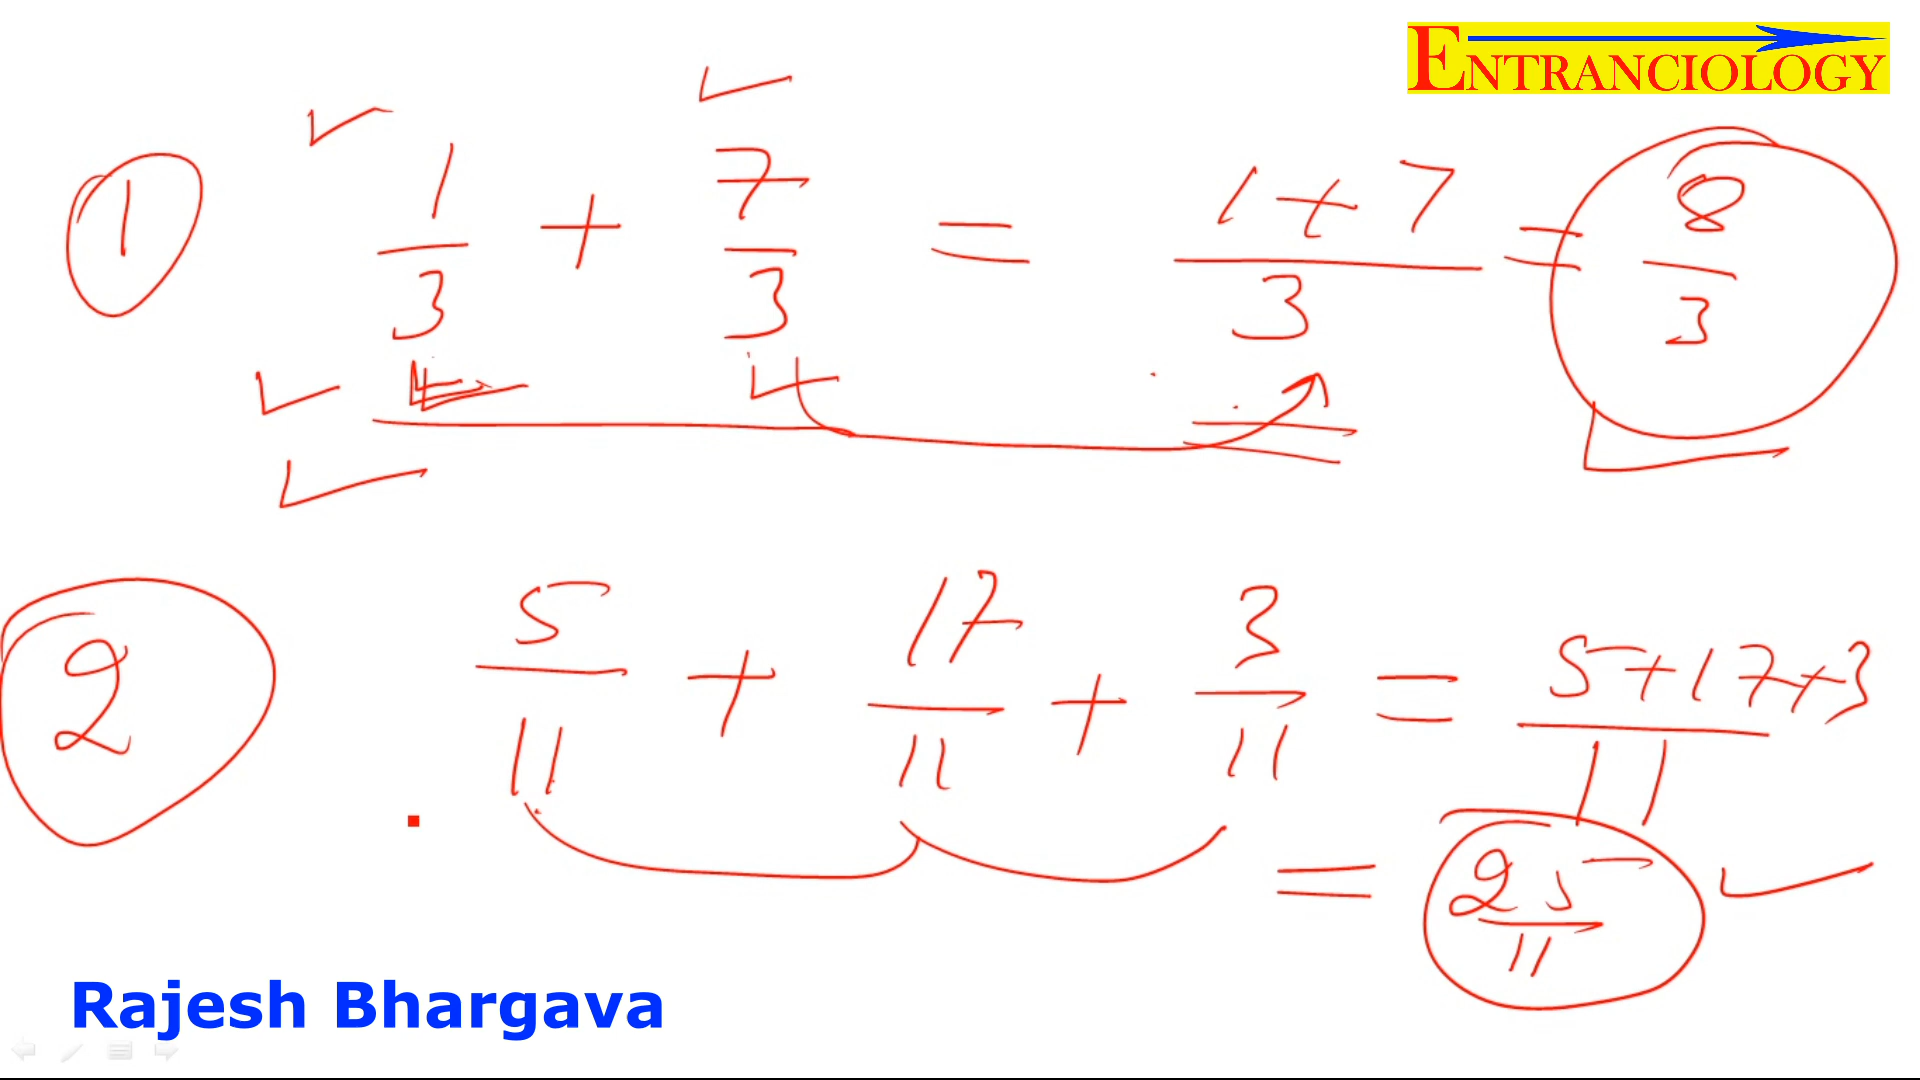 ENTRANCIOLOGY
① 1/3 + 7/3 = 1+7/3 = 8/3
② 5/11 + 17/11 + 3/11 = 5+17+3/11
= 25/11
Rajesh Bhargava